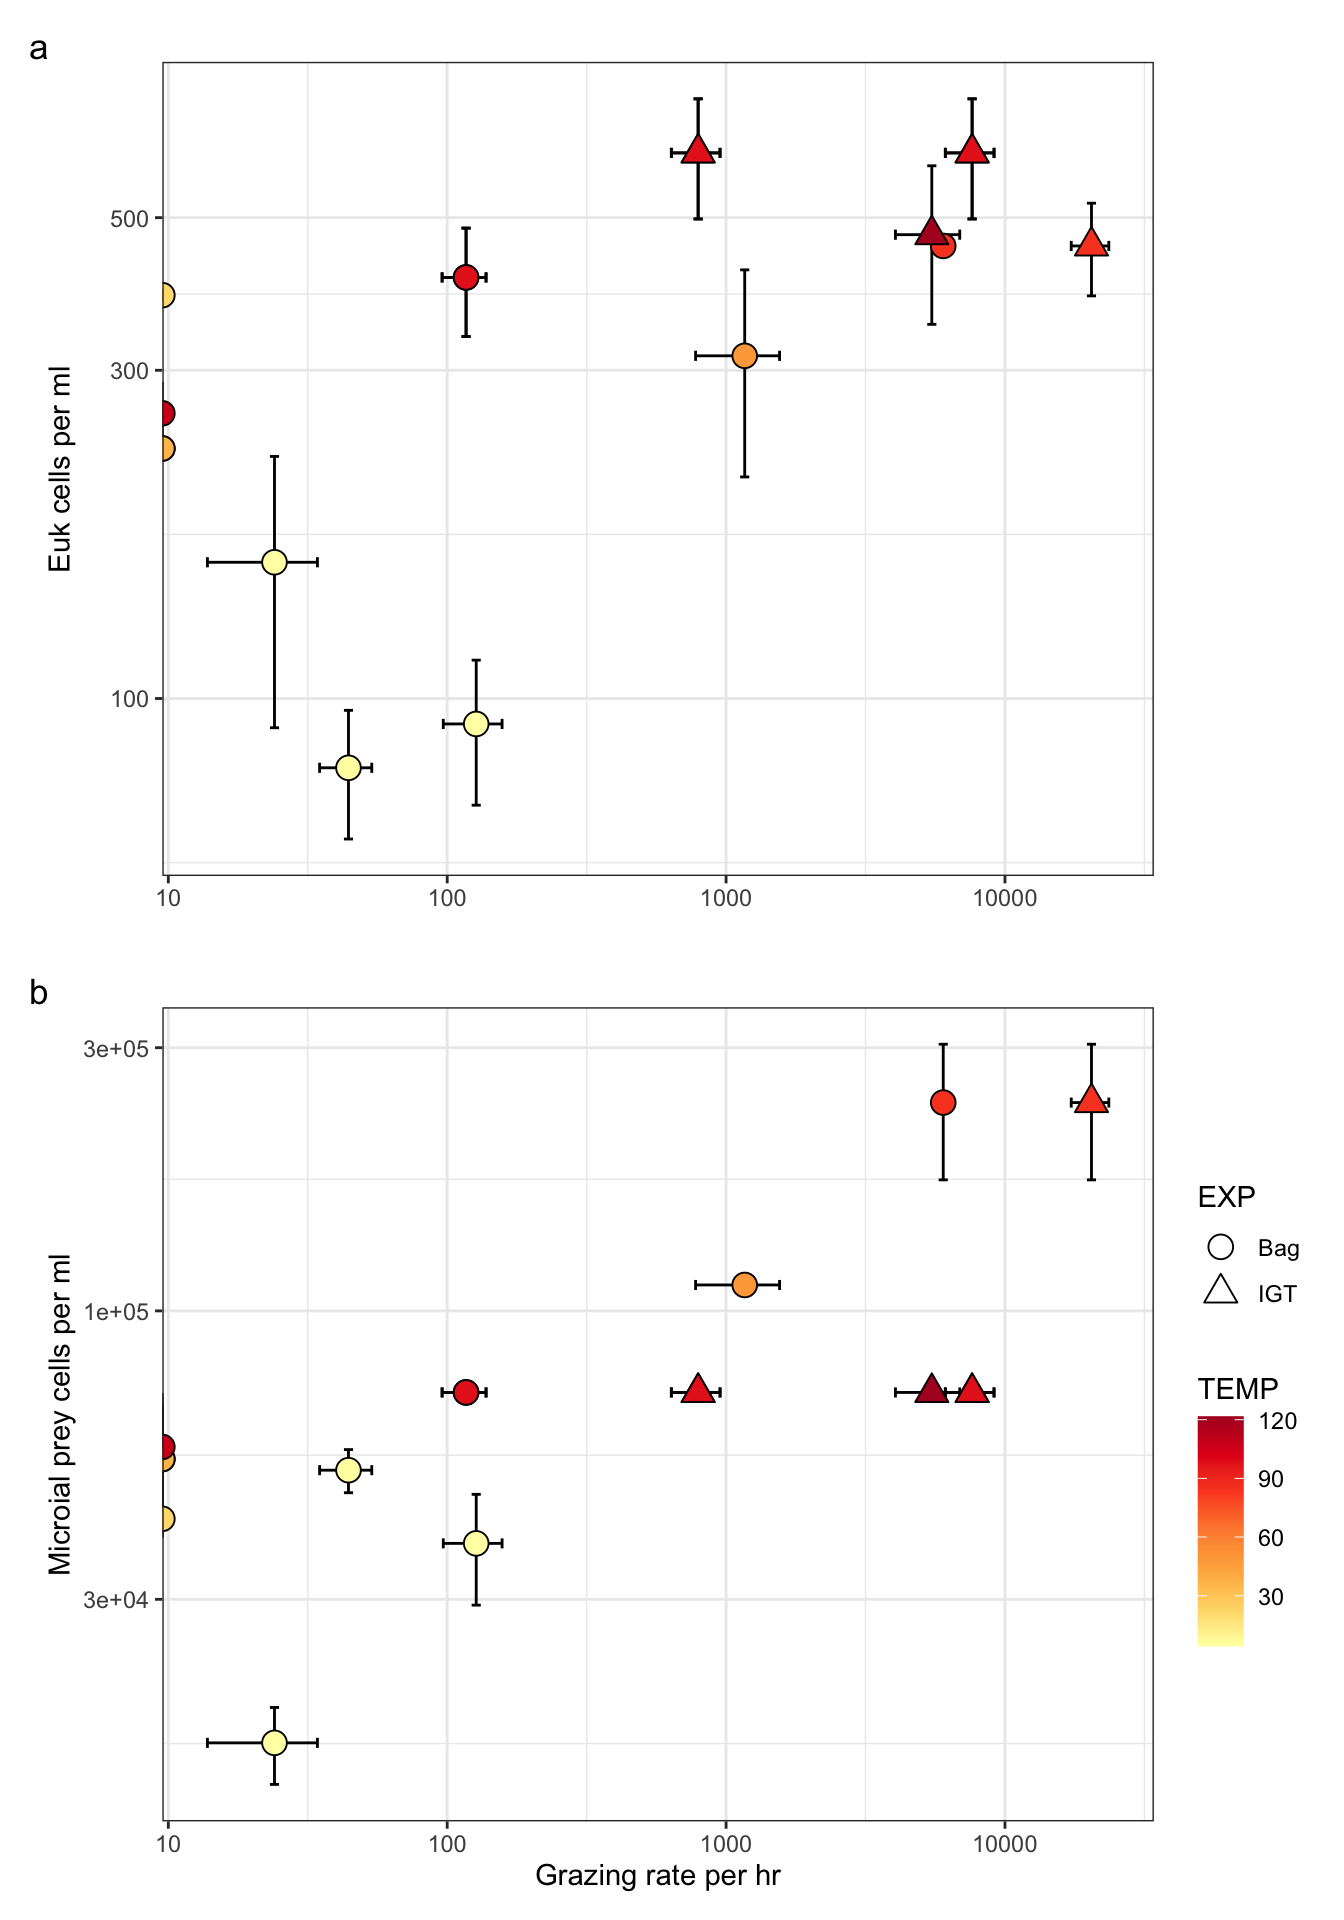 a
500
300
100
Euk cells per ml
10 100 1000 10000
b
3e+05
1e+05
3e+04
Microial prey cells per ml
10 100 1000 10000
Grazing rate per hr
EXP
Bag
IGT
TEMP
120
90
60
30